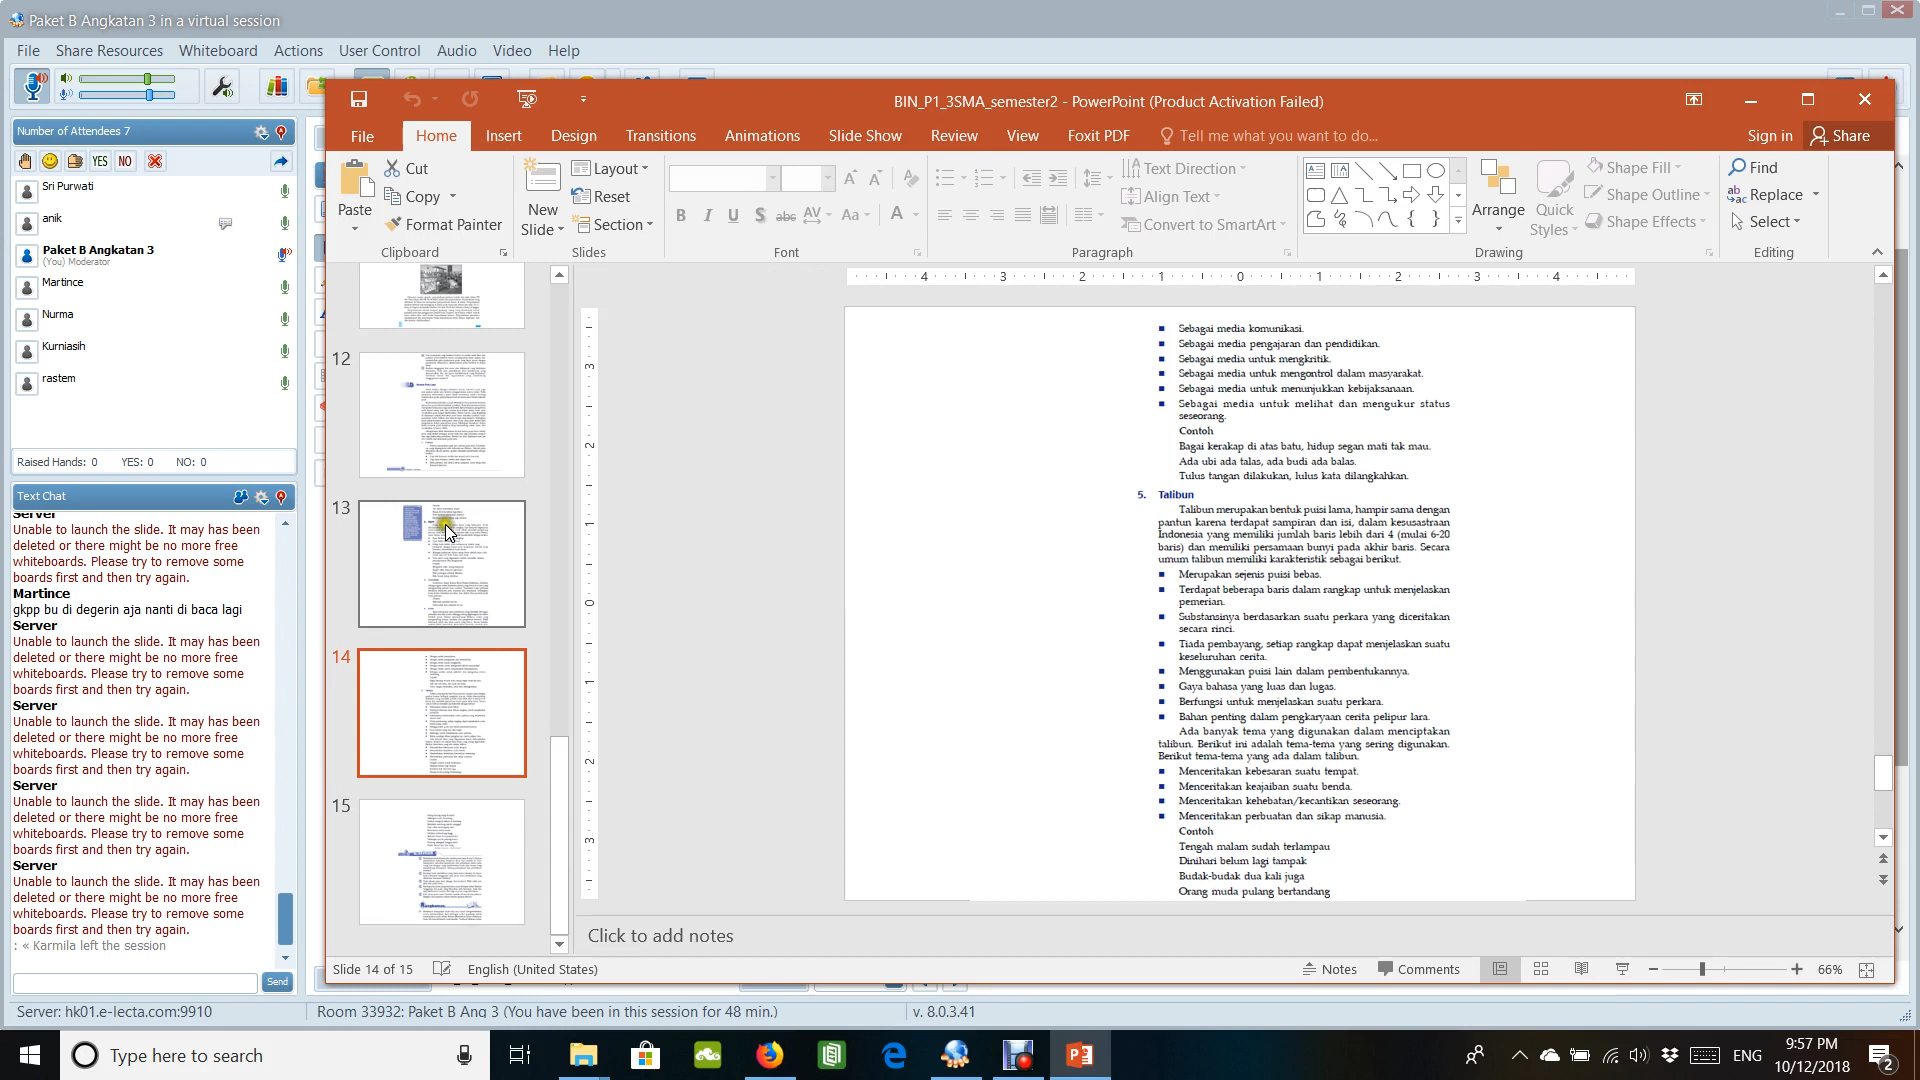 Paket B Angkatan 3 in a virtual session
File Share Resources Whiteboard Actions User Control Audio Video Help
BIN_P1_3SMA_semester2 - PowerPoint (Product Activation Failed)
File Home Insert Design Transitions Animations Slide Show Review View Foxit PDF Tell me what you want to do... Sign in Share
Paste
Cut
Copy
Format Painter
Clipboard
New
Slide
Layout
Reset
Section
Slides
B I U S abc AV Aa A
Font
Text Direction
Align Text
Convert to SmartArt
Paragraph
Arrange
Quick
Styles
Shape Fill
Shape Outline
Shape Effects
Drawing
Find
Replace
Select
Editing
Number of Attendees 7
YES NO
Sri Purwati
anik
Paket B Angkatan 3
(You) Moderator
Martince
Nurma
Kurniasih
rastem
Raised Hands: 0 YES: 0 NO: 0
Text Chat
Server
Unable to launch the slide. It may has been
deleted or there might be no more free
whiteboards. Please try to remove some
boards first and then try again.
Martince
gkpp bu di degerin aja nanti di baca lagi
Server
Unable to launch the slide. It may has been
deleted or there might be no more free
whiteboards. Please try to remove some
boards first and then try again.
Server
Unable to launch the slide. It may has been
deleted or there might be no more free
whiteboards. Please try to remove some
boards first and then try again.
Server
Unable to launch the slide. It may has been
deleted or there might be no more free
whiteboards. Please try to remove some
boards first and then try again.
Server
Unable to launch the slide. It may has been
deleted or there might be no more free
whiteboards. Please try to remove some
boards first and then try again.
: « Karmila left the session
Send
12
13
14
15
4 3 2 1 0 1 2 3 4
3
2
1
0
1
2
3
Sebagai media komunikasi.
Sebagai media pengajaran dan pendidikan.
Sebagai media untuk mengkritik.
Sebagai media untuk mengontrol dalam masyarakat.
Sebagai media untuk menunjukkan kebijaksanaan.
Sebagai media untuk melihat dan mengukur status
seseorang.
Contoh
Bagai kerakap di atas batu, hidup segan mati tak mau.
Ada ubi ada talas, ada budi ada balas.
Tulus tangan dilakukan, lulus kata dilangkahkan.
5. Talibun
Talibun merupakan bentuk puisi lama, hampir sama dengan
pantun karena terdapat sampiran dan isi, dalam kesusastraan
Indonesia yang memiliki jumlah baris lebih dari 4 (mulai 6-20
baris) dan memiliki persamaan bunyi pada akhir baris. Secara
umum talibun memiliki karakteristik sebagai berikut.
Merupakan sejenis puisi bebas.
Terdapat beberapa baris dalam rangkap untuk menjelaskan
pemerian.
Substansinya berdasarkan suatu perkara yang diceritakan
secara rinci.
Tiada pembayang, setiap rangkap dapat menjelaskan suatu
keseluruhan cerita.
Menggunakan puisi lain dalam pembentukannya.
Gaya bahasa yang luas dan lugas.
Berfungsi untuk menjelaskan suatu perkara.
Bahan penting dalam pengkaryaan cerita pelipur lara.
Ada banyak tema yang digunakan dalam menciptakan
talibun. Berikut ini adalah tema-tema yang sering digunakan.
Berikut tema-tema yang ada dalam talibun.
Menceritakan kebesaran suatu tempat.
Menceritakan keajaiban suatu benda.
Menceritakan kehebatan/kecantikan seseorang.
Menceritakan perbuatan dan sikap manusia.
Contoh
Tengah malam sudah terlampau
Dinihari belum lagi tampak
Budak-budak dua kali juga
Orang muda pulang bertandang
Click to add notes
Slide 14 of 15 English (United States) Notes Comments 66%
Server: hk01.e-lecta.com:9910 Room 33932: Paket B Ang 3 (You have been in this session for 48 min.) v. 8.0.3.41
Type here to search
ENG
9:57 PM
10/12/2018
2